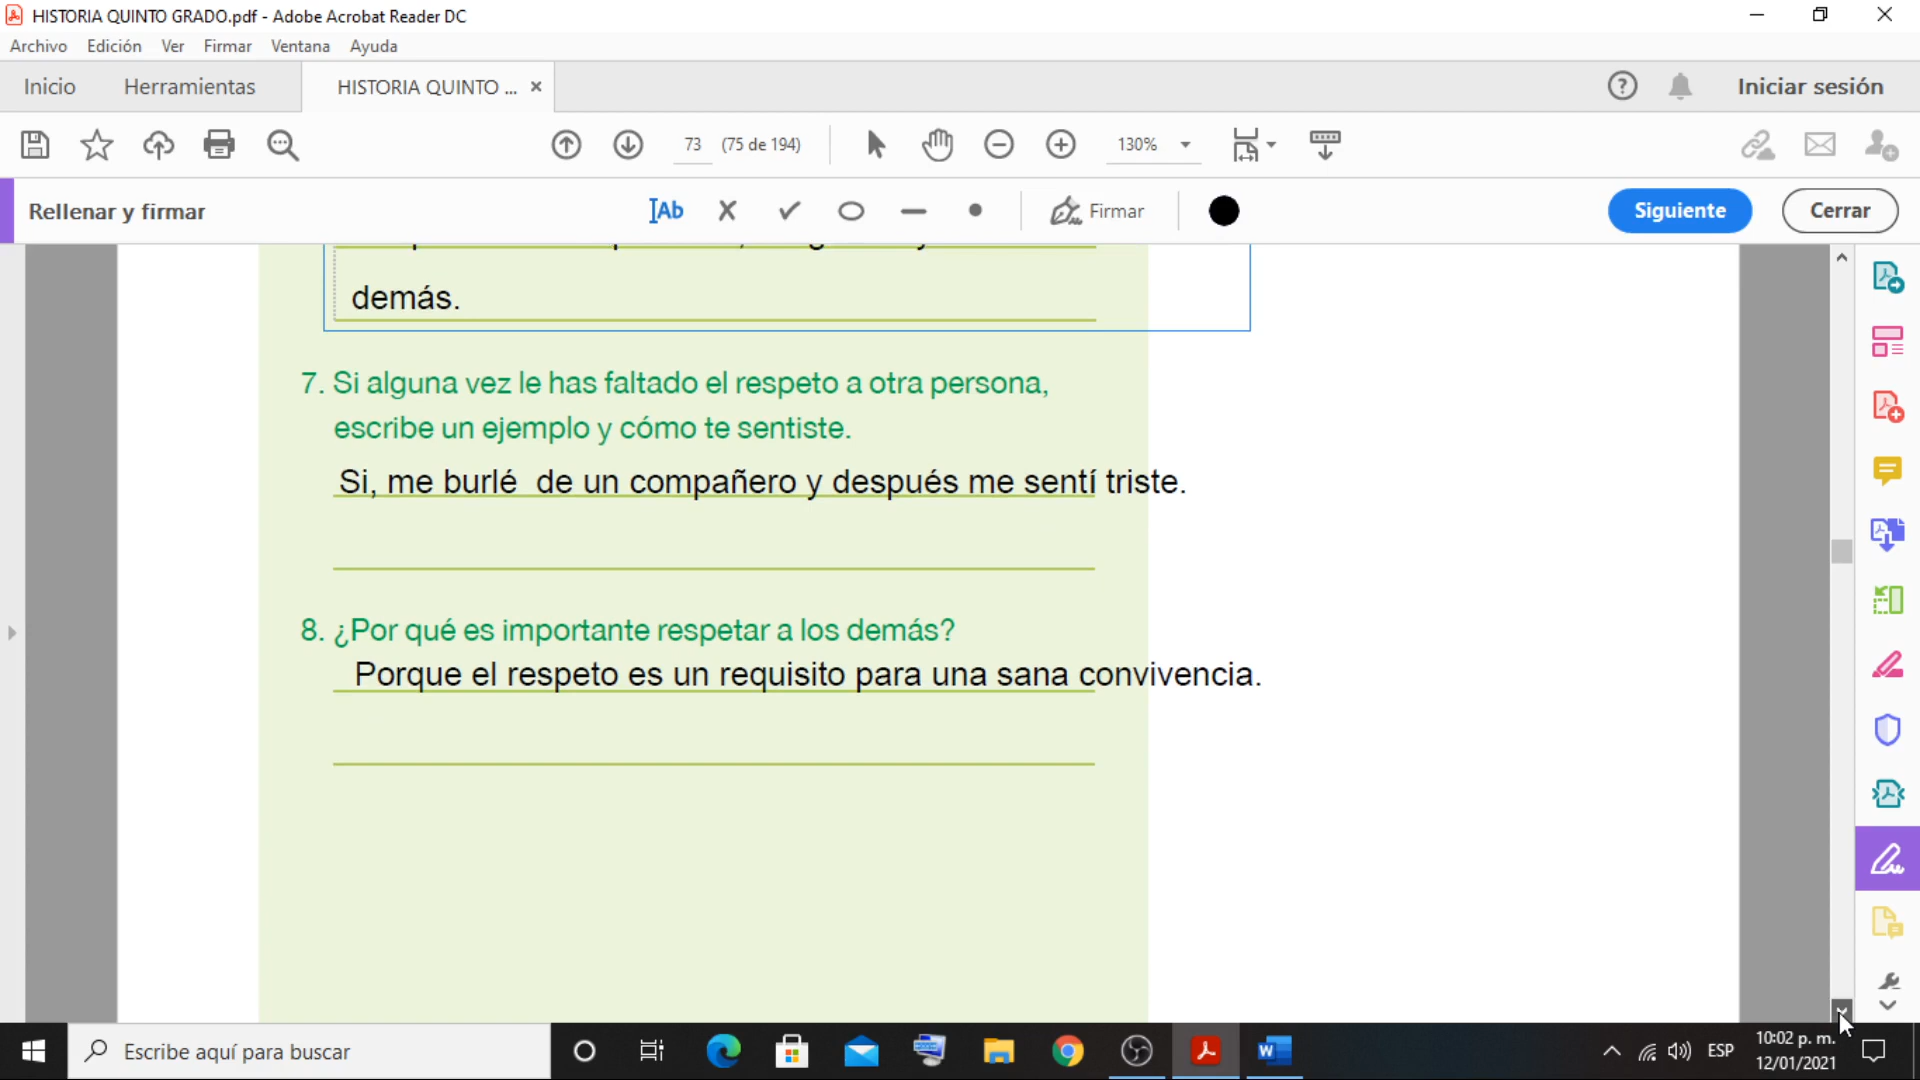 HISTORIA QUINTO GRADO.pdf - Adobe Acrobat Reader DC
Archivo Edición Ver Firmar Ventana Ayuda
Inicio Herramientas HISTORIA QUINTO ... × Iniciar sesión
73 (75 de 194) 130%
Rellenar y firmar Ab Firmar Siguiente Cerrar
demás.
7. Si alguna vez le has faltado el respeto a otra persona,
escribe un ejemplo y cómo te sentiste.
Si, me burlé de un compañero y después me sentí triste.
8. ¿Por qué es importante respetar a los demás?
Porque el respeto es un requisito para una sana convivencia.
Escribe aquí para buscar
ESP
10:02 p. m.
12/01/2021